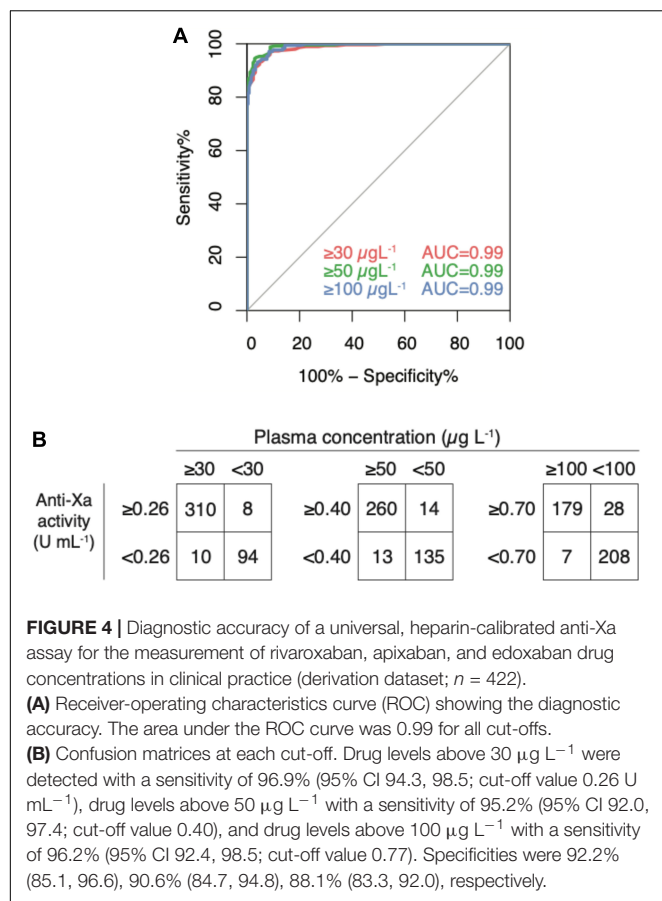 A
Sensitivity%
100
80
60
40
20
0
≥30 µgL⁻¹ AUC=0.99
≥50 µgL⁻¹ AUC=0.99
≥100 µgL⁻¹ AUC=0.99
0 20 40 60 80 100
100% − Specificity%
B
Plasma concentration (µg L⁻¹)
≥30 <30 ≥50 <50 ≥100 <100
Anti-Xa
activity
(U mL⁻¹)
≥0.26 310 8 ≥0.40 260 14 ≥0.70 179 28
<0.26 10 94 <0.40 13 135 <0.70 7 208
FIGURE 4 | Diagnostic accuracy of a universal, heparin-calibrated anti-Xa
assay for the measurement of rivaroxaban, apixaban, and edoxaban drug
concentrations in clinical practice (derivation dataset; n = 422).
(A) Receiver-operating characteristics curve (ROC) showing the diagnostic
accuracy. The area under the ROC curve was 0.99 for all cut-offs.
(B) Confusion matrices at each cut-off. Drug levels above 30 µg L⁻¹ were
detected with a sensitivity of 96.9% (95% CI 94.3, 98.5; cut-off value 0.26 U
mL⁻¹), drug levels above 50 µg L⁻¹ with a sensitivity of 95.2% (95% CI 92.0,
97.4; cut-off value 0.40), and drug levels above 100 µg L⁻¹ with a sensitivity
of 96.2% (95% CI 92.4, 98.5; cut-off value 0.77). Specificities were 92.2%
(85.1, 96.6), 90.6% (84.7, 94.8), 88.1% (83.3, 92.0), respectively.